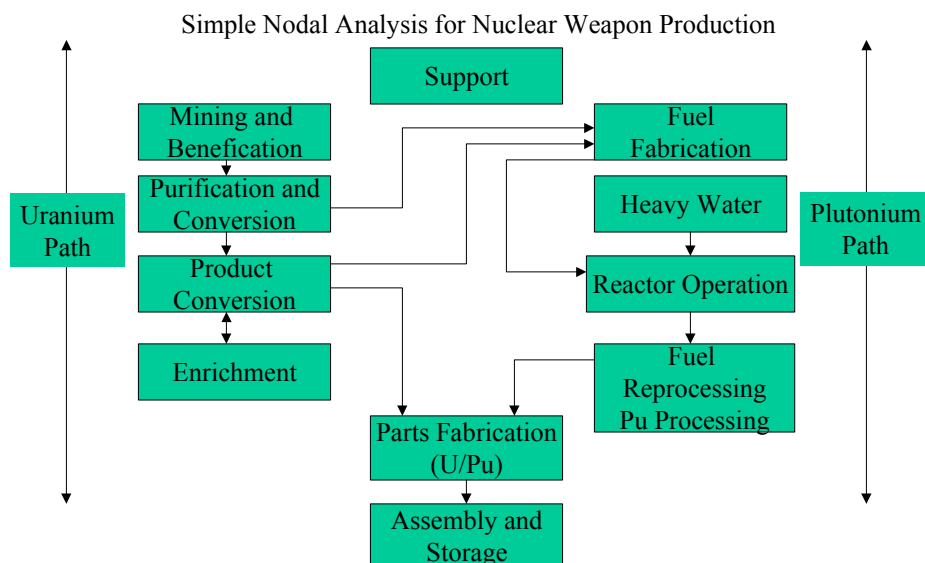 Simple Nodal Analysis for Nuclear Weapon Production
Support
Mining and
Benefication
Purification and
Conversion
Product
Conversion
Enrichment
Uranium
Path
Fuel
Fabrication
Heavy Water
Reactor Operation
Fuel
Reprocessing
Pu Processing
Plutonium
Path
Parts Fabrication
(U/Pu)
Assembly and
Storage